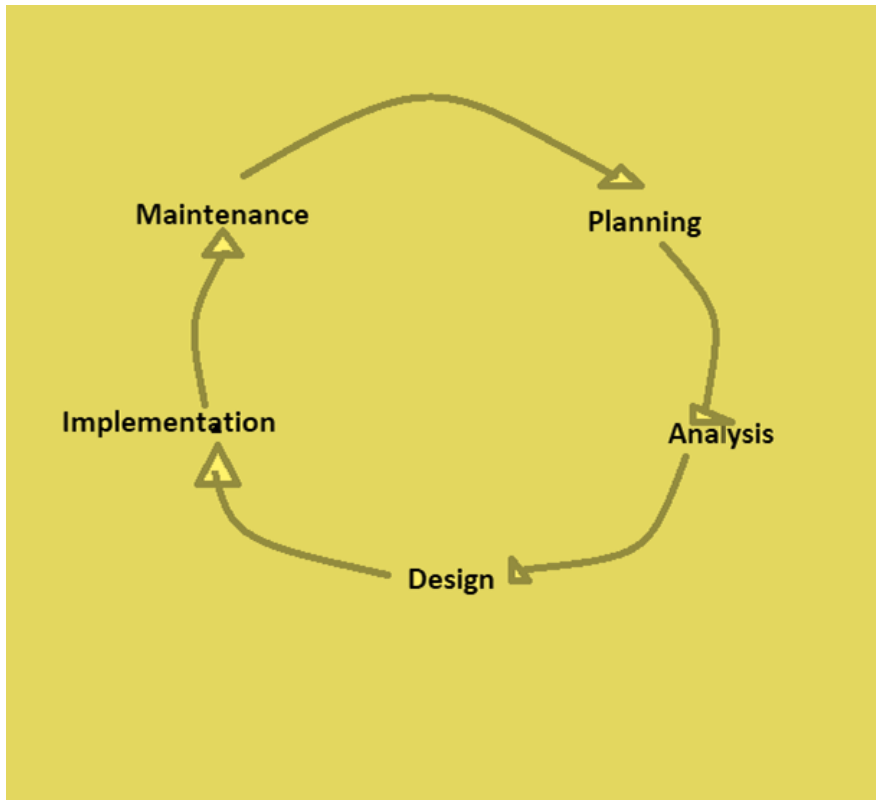 Maintenance
Planning
Implementation
Analysis
Design